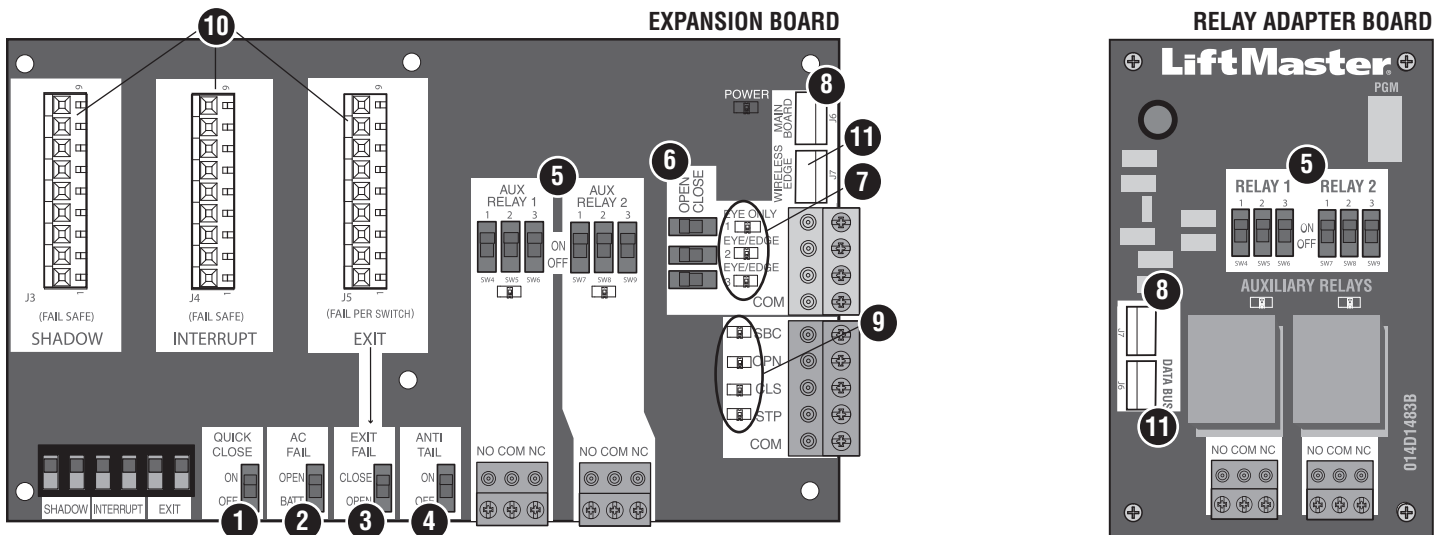 EXPANSION BOARD
10
9
9
9
J3
(FAIL SAFE)
SHADOW
1
J4
(FAIL SAFE)
INTERRUPT
1
J5
(FAIL PER SWITCH)
EXIT
1
POWER
8
MAIN BOARD
J6
WIRELESS EDGE
J7
11
6
7
OPEN
CLOSE
EYE ONLY
1
EYE/EDGE
2
EYE/EDGE
3
COM
5
AUX
RELAY 1
1 2 3
SW4 SW5 SW6
ON
OFF
AUX
RELAY 2
1 2 3
SW7 SW8 SW9
9
SBC
OPN
CLS
STP
COM
NO COM NC
NO COM NC
SHADOW INTERRUPT EXIT
QUICK
CLOSE
ON
OFF
1
AC
FAIL
OPEN
BATT
2
EXIT
FAIL
CLOSE
OPEN
3
ANTI
TAIL
ON
OFF
4
RELAY ADAPTER BOARD
LiftMaster®
PGM
5
RELAY 1 RELAY 2
1 2 3 1 2 3
ON
OFF
SW4 SW5 SW6 SW7 SW8 SW9
AUXILIARY RELAYS
8
J7
J6
DATA BUS
11
014D1483B
NO COM NC
NO COM NC